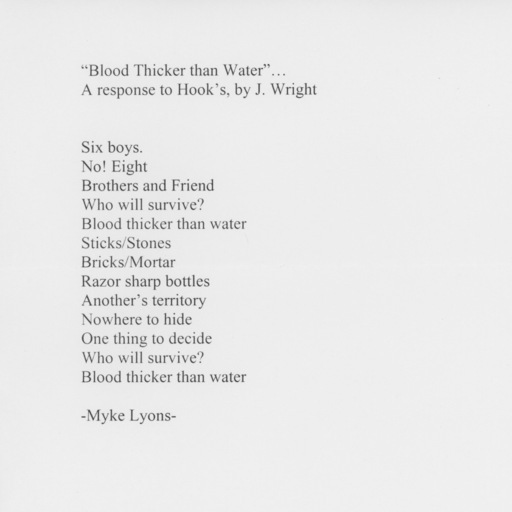 “Blood Thicker than Water”…
A response to Hook’s, by J. Wright
Six boys.
No! Eight
Brothers and Friend
Who will survive?
Blood thicker than water
Sticks/Stones
Bricks/Mortar
Razor sharp bottles
Another’s territory
Nowhere to hide
One thing to decide
Who will survive?
Blood thicker than water
-Myke Lyons-